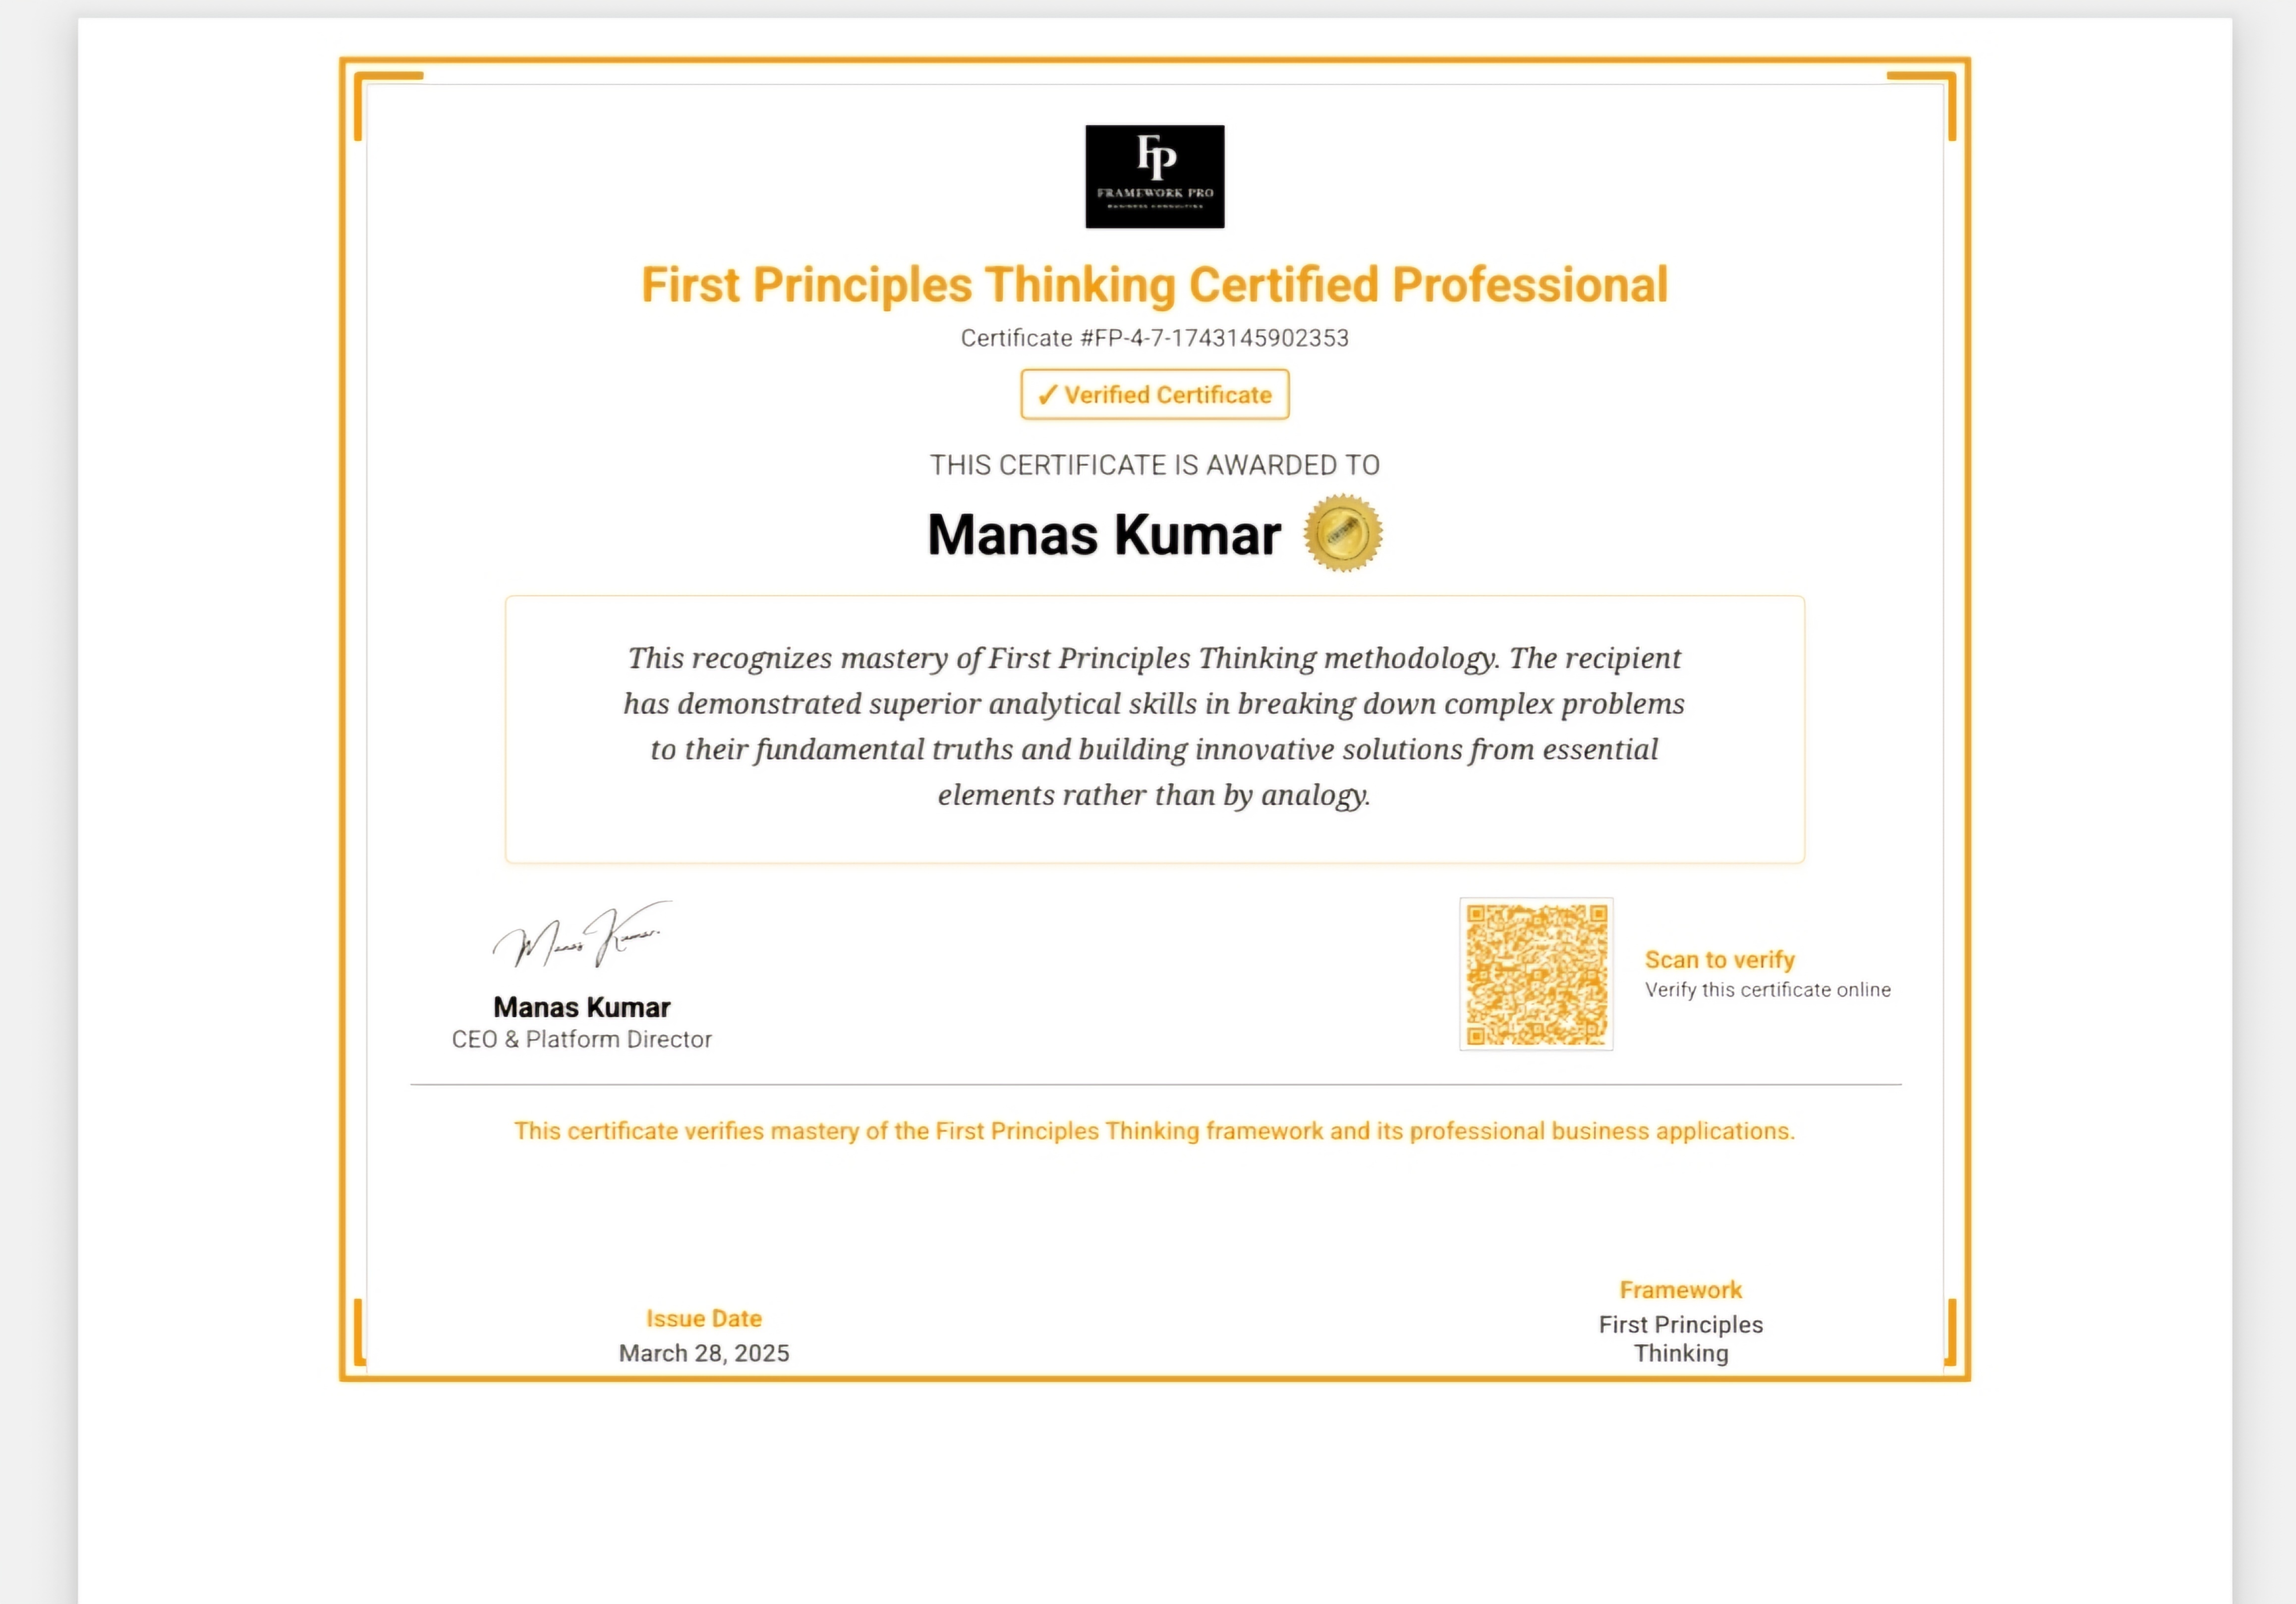 FP
FRAMEWORK PRO
BUSINESS CONSULTING
First Principles Thinking Certified Professional
Certificate #FP-4-7-1743145902353
✓ Verified Certificate
THIS CERTIFICATE IS AWARDED TO
Manas Kumar
This recognizes mastery of First Principles Thinking methodology. The recipient
has demonstrated superior analytical skills in breaking down complex problems
to their fundamental truths and building innovative solutions from essential
elements rather than by analogy.
Manas Kumar
Manas Kumar
CEO & Platform Director
Scan to verify
Verify this certificate online
This certificate verifies mastery of the First Principles Thinking framework and its professional business applications.
Issue Date
March 28, 2025
Framework
First Principles
Thinking